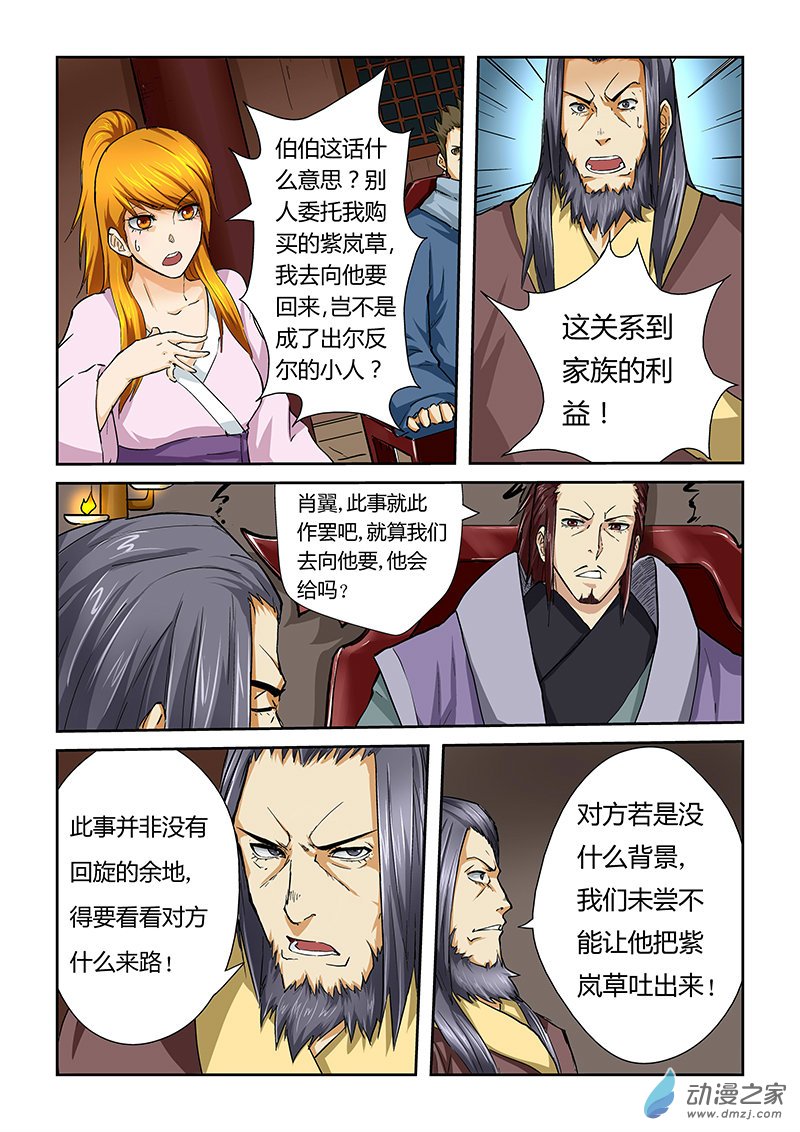 伯伯这话什
么意思？别
人委托我购
买的紫岚草，
我去向他要
回来，岂不是
成了出尔反
尔的小人？
这关系到
家族的利
益！
肖翼，此事就此
作罢吧，就算我们
去向他要，他会
给吗？
此事并非没有
回旋的余地，
得要看看对方
什么来路！
对方若是没
什么背景，
我们未尝不
能让他把紫
岚草吐出来！
动漫之家
www.dmzj.com